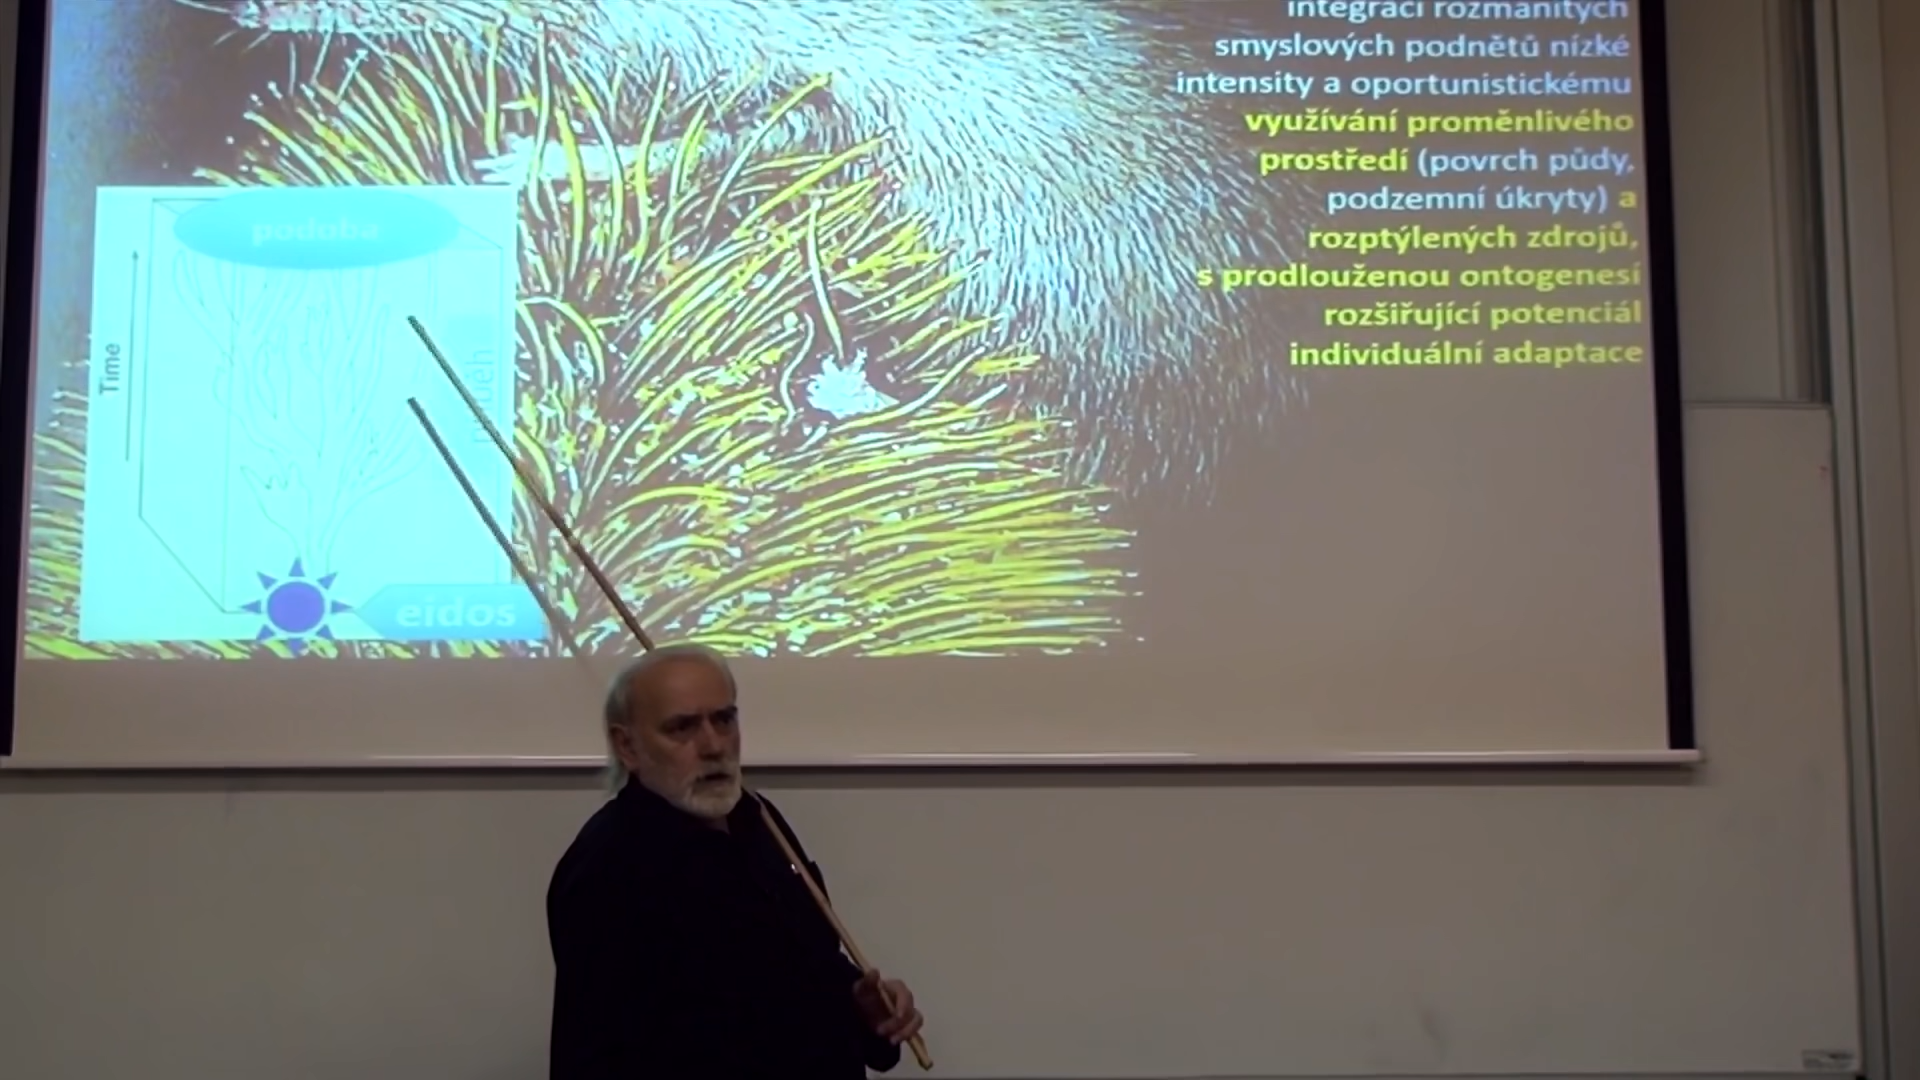 integraci rozmanitých
smyslových podnětů nízké
intensity a oportunistickému
využívání proměnlivého
prostředí (povrch půdy,
podzemní úkryty) a
rozptýlených zdrojů,
s prodlouženou ontogenesí
rozšiřující potenciál
individuální adaptace
podoba
Time
eidos